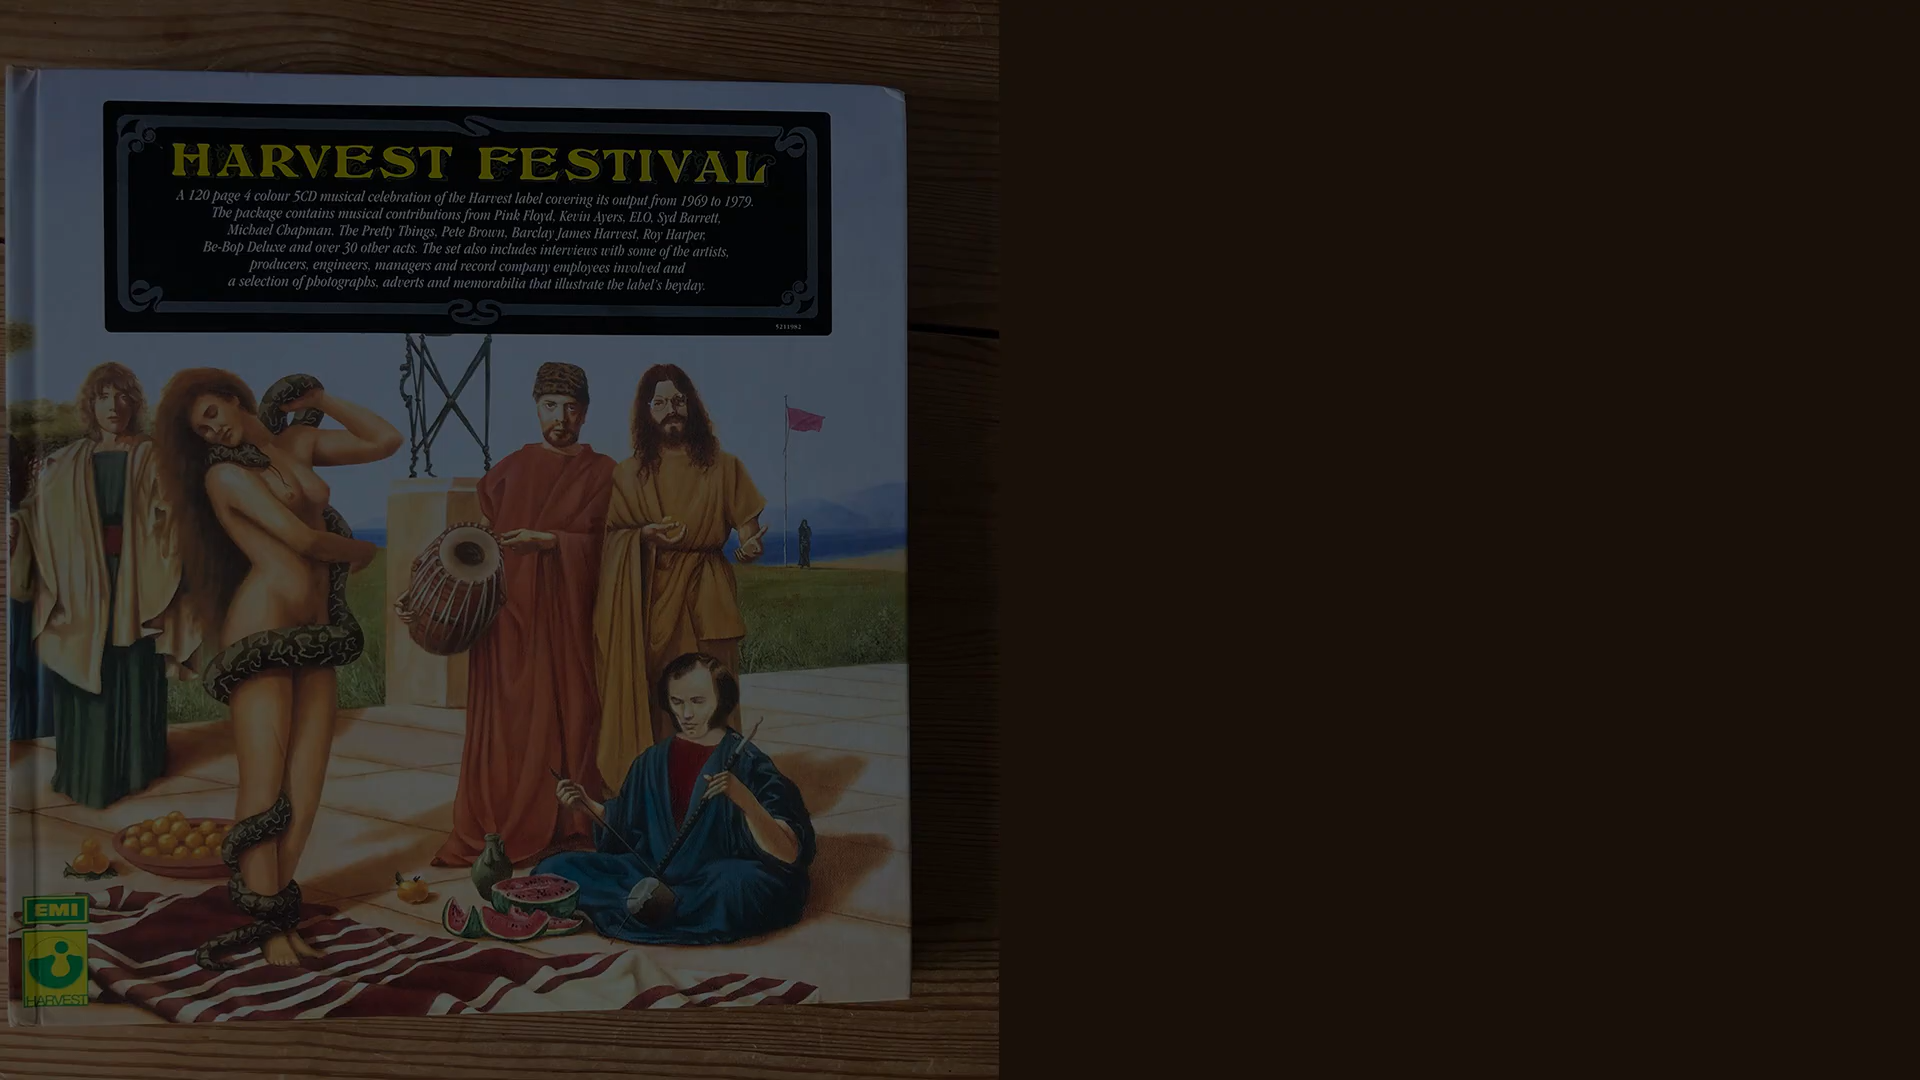 HARVEST FESTIVAL
A 120 page 4 colour 5CD musical celebration of the Harvest label covering its output from 1969 to 1979.
The package contains musical contributions from Pink Floyd, Kevin Ayers, ELO, Syd Barrett,
Michael Chapman. The Pretty Things, Pete Brown, Barclay James Harvest, Roy Harper,
Be-Bop Deluxe and over 30 other acts. The set also includes interviews with some of the artists,
producers, engineers, managers and record company employees involved and
a selection of photographs, adverts and memorabilia that illustrate the label's heyday.
5211982
EMI
HARVEST